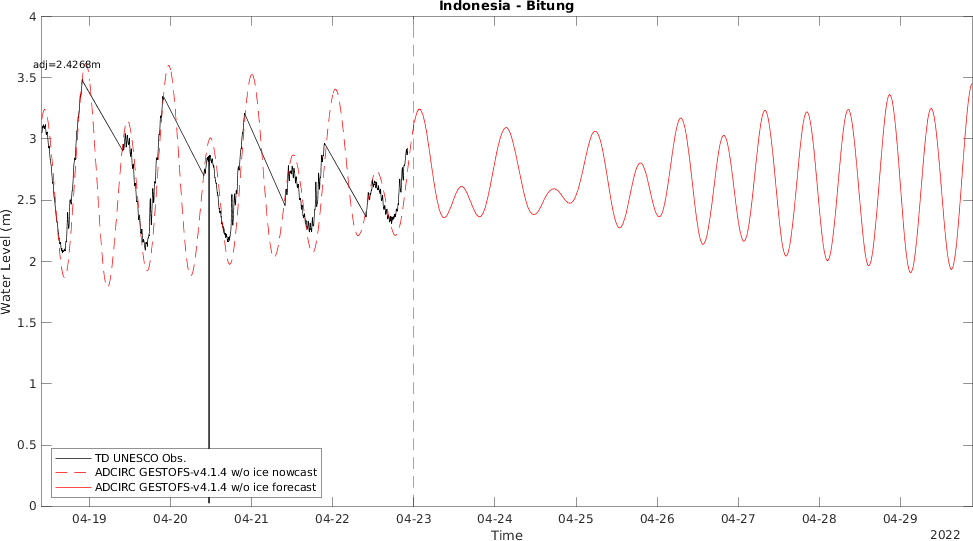 Indonesia - Bitung
4
adj=2.4268m
3.5
3
2.5
2
1.5
1
0.5
0
Water Level (m)
TD UNESCO Obs.
ADCIRC GESTOFS-v4.1.4 w/o ice nowcast
ADCIRC GESTOFS-v4.1.4 w/o ice forecast
04-19 04-20 04-21 04-22 04-23 04-24 04-25 04-26 04-27 04-28 04-29
Time
2022